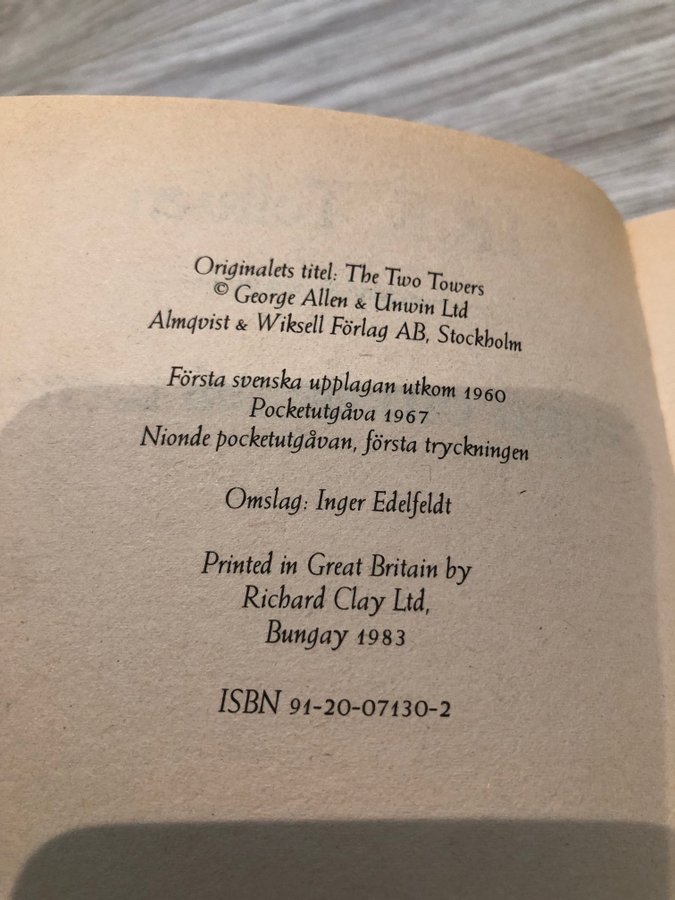 Originalets titel: The Two Towers
© George Allen & Unwin Ltd
Almqvist & Wiksell Förlag AB, Stockholm
Första svenska upplagan utkom 1960
Pocketutgåva 1967
Nionde pocketutgåvan, första tryckningen
Omslag: Inger Edelfeldt
Printed in Great Britain by
Richard Clay Ltd,
Bungay 1983
ISBN 91-20-07130-2